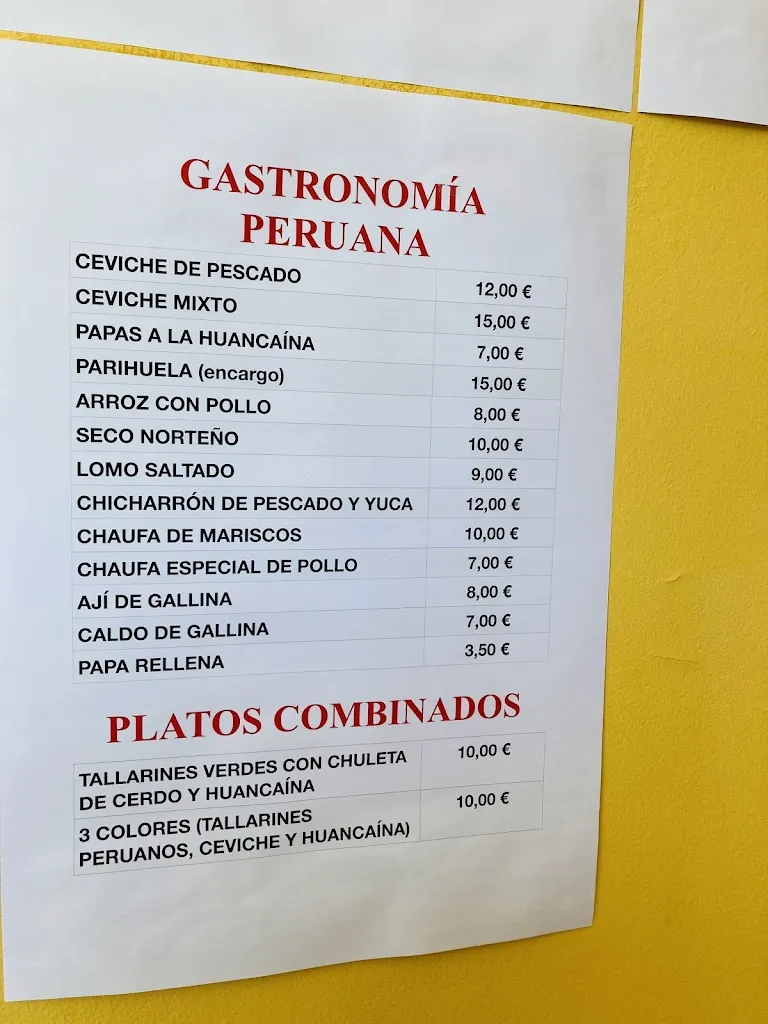 GASTRONOMÍA
PERUANA
CEVICHE DE PESCADO 12,00 €
CEVICHE MIXTO 15,00 €
PAPAS A LA HUANCAÍNA 7,00 €
PARIHUELA (encargo) 15,00 €
ARROZ CON POLLO 8,00 €
SECO NORTEÑO 10,00 €
LOMO SALTADO 9,00 €
CHICHARRÓN DE PESCADO Y YUCA 12,00 €
CHAUFA DE MARISCOS 10,00 €
CHAUFA ESPECIAL DE POLLO 7,00 €
AJÍ DE GALLINA 8,00 €
CALDO DE GALLINA 7,00 €
PAPA RELLENA 3,50 €
PLATOS COMBINADOS
TALLARINES VERDES CON CHULETA 10,00 €
DE CERDO Y HUANCAÍNA
3 COLORES (TALLARINES 10,00 €
PERUANOS, CEVICHE Y HUANCAÍNA)